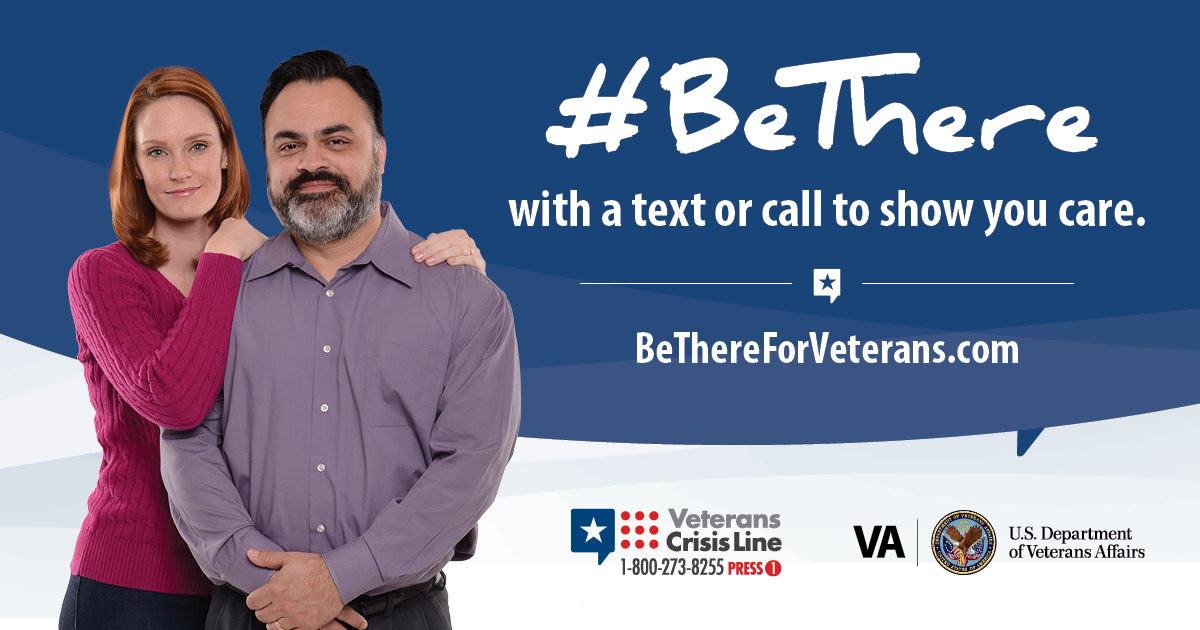 #BeThere
with a text or call to show you care.
BeThereForVeterans.com
Veterans
Crisis Line
1-800-273-8255 PRESS 1
VA
U.S. Department
of Veterans Affairs